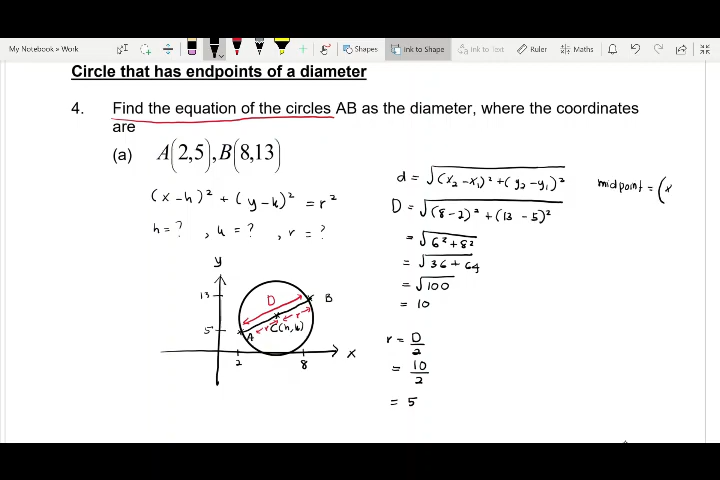 My Notebook » Work
Shapes
Ink to Shape
Ink to Text
Ruler
Maths
Circle that has endpoints of a diameter
4. Find the equation of the circles AB as the diameter, where the coordinates
are
(a) A(2,5), B(8,13)
(x-h)² + (y-k)² = r²
h = ? , k = ? , r = ?
y
13
5
D
B
A
r
r
C(h,k)
x
2
8
d = √(x₂ - x₁)² + (y₂ - y₁)²
D = √(8 - 2)² + (13 - 5)²
= √6² + 8²
= √36 + 64
= √100
= 10
r = D/2
= 10/2
= 5
midpoint = (x